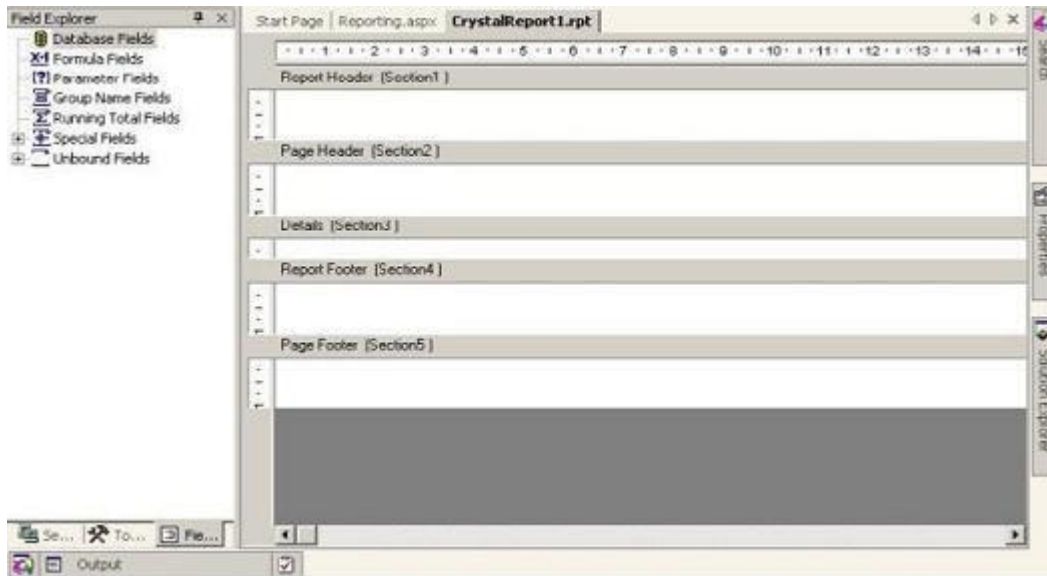 Field Explorer
Database Fields
Formula Fields
Parameter Fields
Group Name Fields
Running Total Fields
Special Fields
Unbound Fields
Se... To... Fie...
Output
Start Page Reporting.aspx CrystalReport1.rpt
1 2 3 4 5 6 7 8 9 10 11 12 13 14 15
Report Header (Section1 )
Page Header (Section2 )
Details (Section3 )
Report Footer (Section4 )
Page Footer (Section5 )
Search
Properties
Solution Explorer